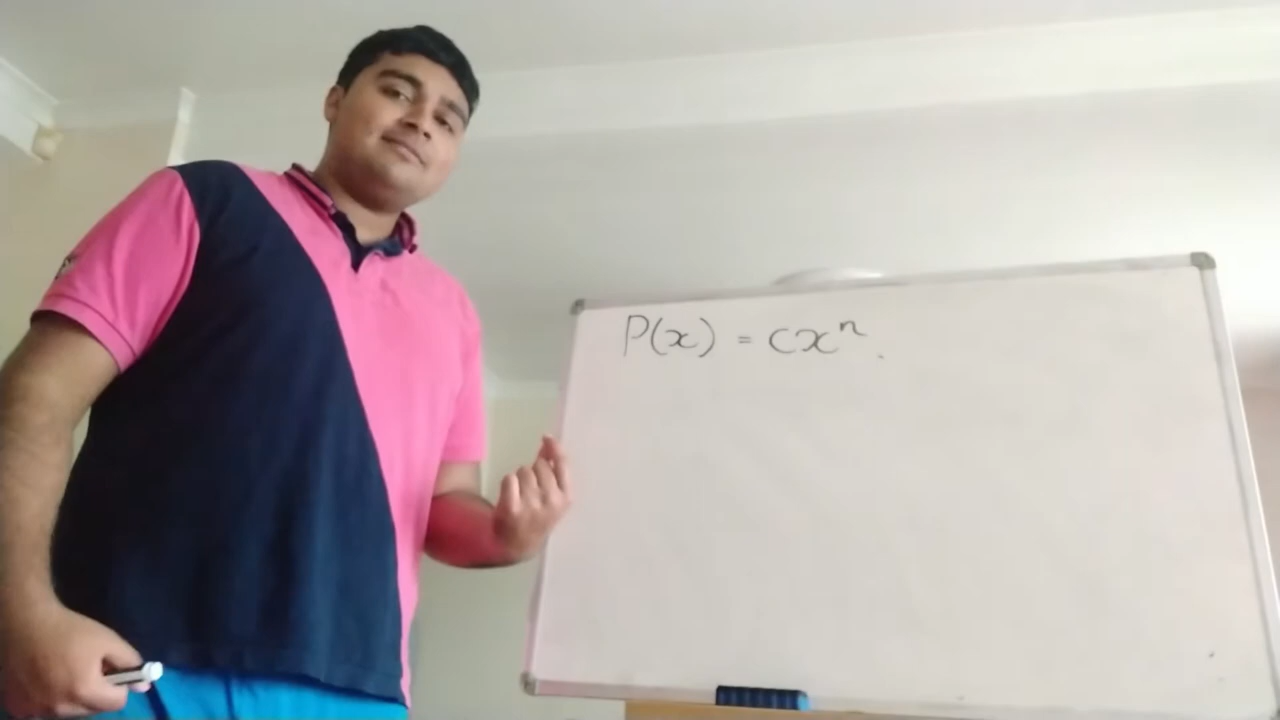 P(x) = cxⁿ.